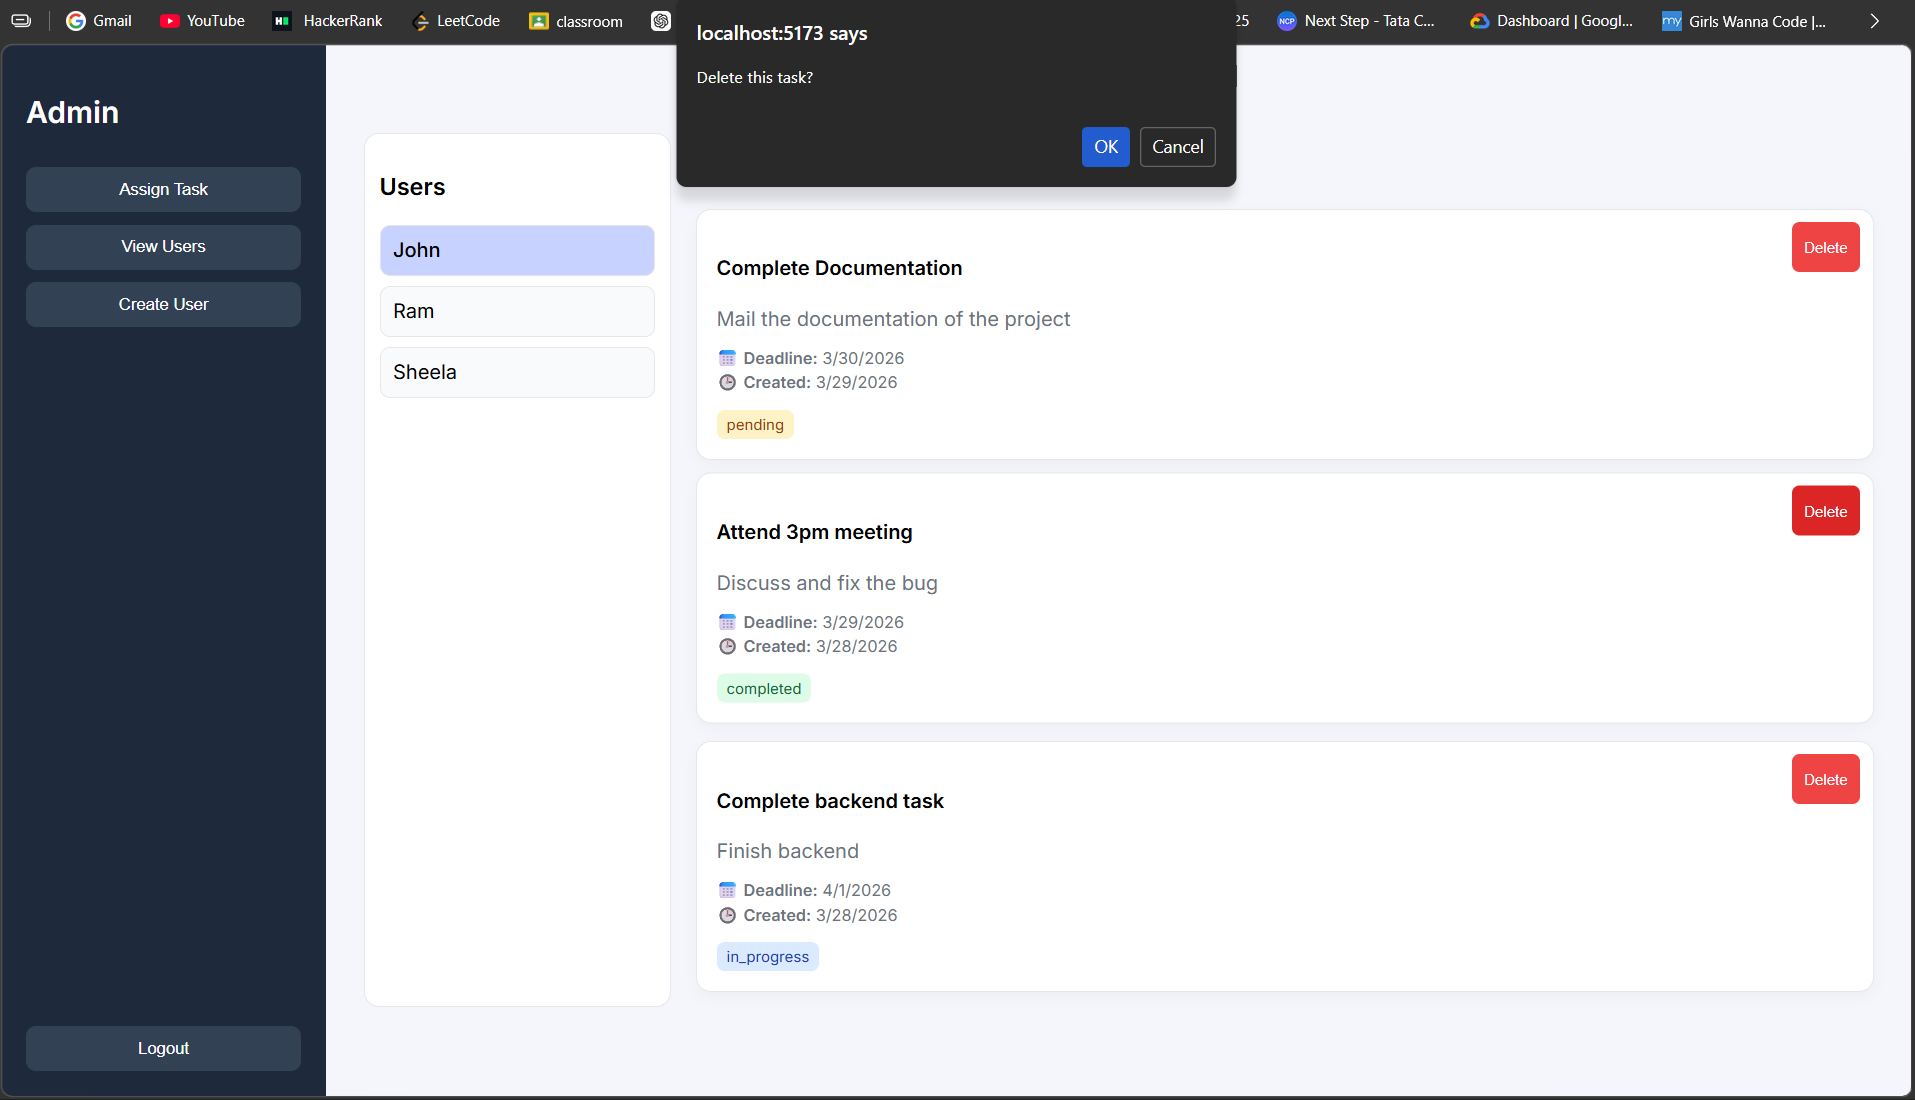 Gmail YouTube HackerRank LeetCode classroom 25 NCP Next Step - Tata C... Dashboard | Googl... my Girls Wanna Code |...
localhost:5173 says
Delete this task?
OK Cancel
Admin
Assign Task
View Users
Create User
Logout
Users
John
Ram
Sheela
Complete Documentation
Delete
Mail the documentation of the project
Deadline: 3/30/2026
Created: 3/29/2026
pending
Attend 3pm meeting
Delete
Discuss and fix the bug
Deadline: 3/29/2026
Created: 3/28/2026
completed
Complete backend task
Delete
Finish backend
Deadline: 4/1/2026
Created: 3/28/2026
in_progress